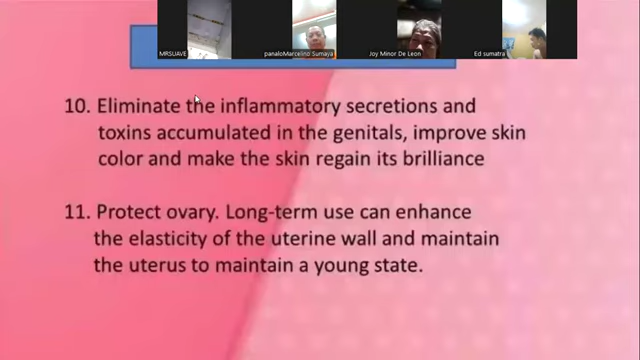 MRSUAVE
panaloMarcelino Sumaya
Joy Minor De Leon
Ed sumatra
10. Eliminate the inflammatory secretions and
toxins accumulated in the genitals, improve skin
color and make the skin regain its brilliance
11. Protect ovary. Long-term use can enhance
the elasticity of the uterine wall and maintain
the uterus to maintain a young state.